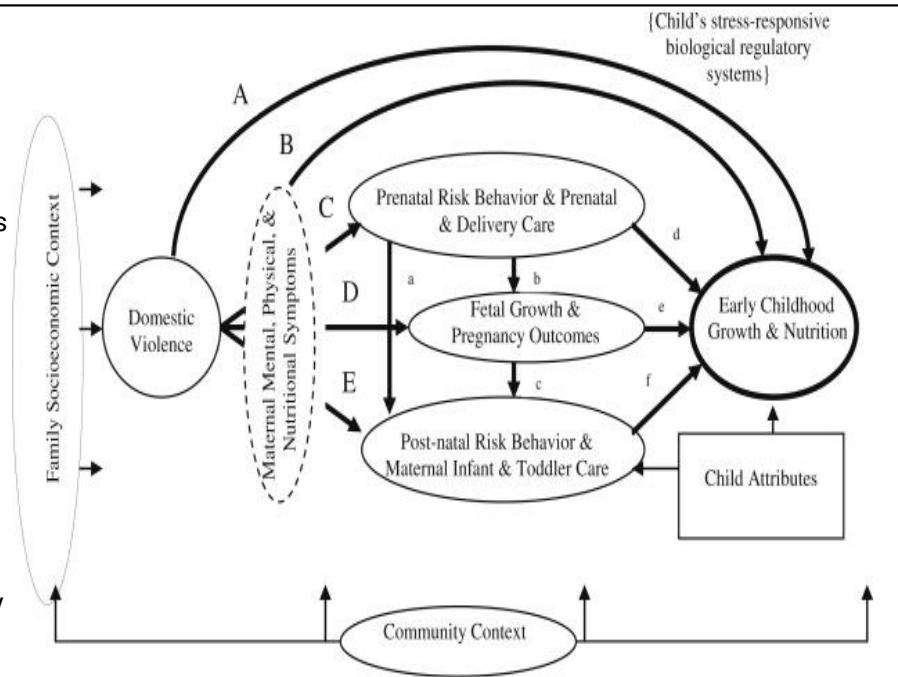 {Child's stress-responsive
biological regulatory
systems}
A
B
C
D
E
Family Socioeconomic Context
Domestic
Violence
Maternal Mental, Physical, &
Nutritional Symptoms
Prenatal Risk Behavior & Prenatal
& Delivery Care
a
b
d
Fetal Growth &
Pregnancy Outcomes
e
c
f
Early Childhood
Growth & Nutrition
Post-natal Risk Behavior &
Maternal Infant & Toddler Care
Child Attributes
Community Context
s